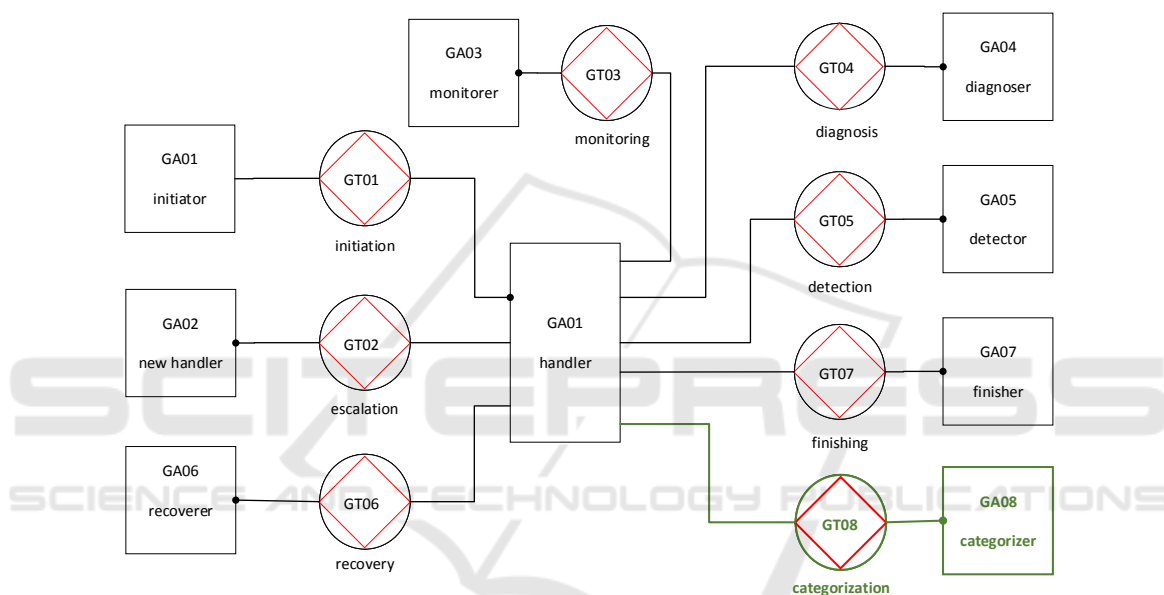 GA03
monitorer
GT03
monitoring
GT04
diagnosis
GA04
diagnoser
GA01
initiator
GT01
initiation
GT05
detection
GA05
detector
GA01
handler
GA02
new handler
GT02
escalation
GT07
finishing
GA07
finisher
SCITEPRESS
SCIENCE AND TECHNOLOGY PUBLICATIONS
GA06
recoverer
GT06
recovery
GT08
categorization
GA08
categorizer